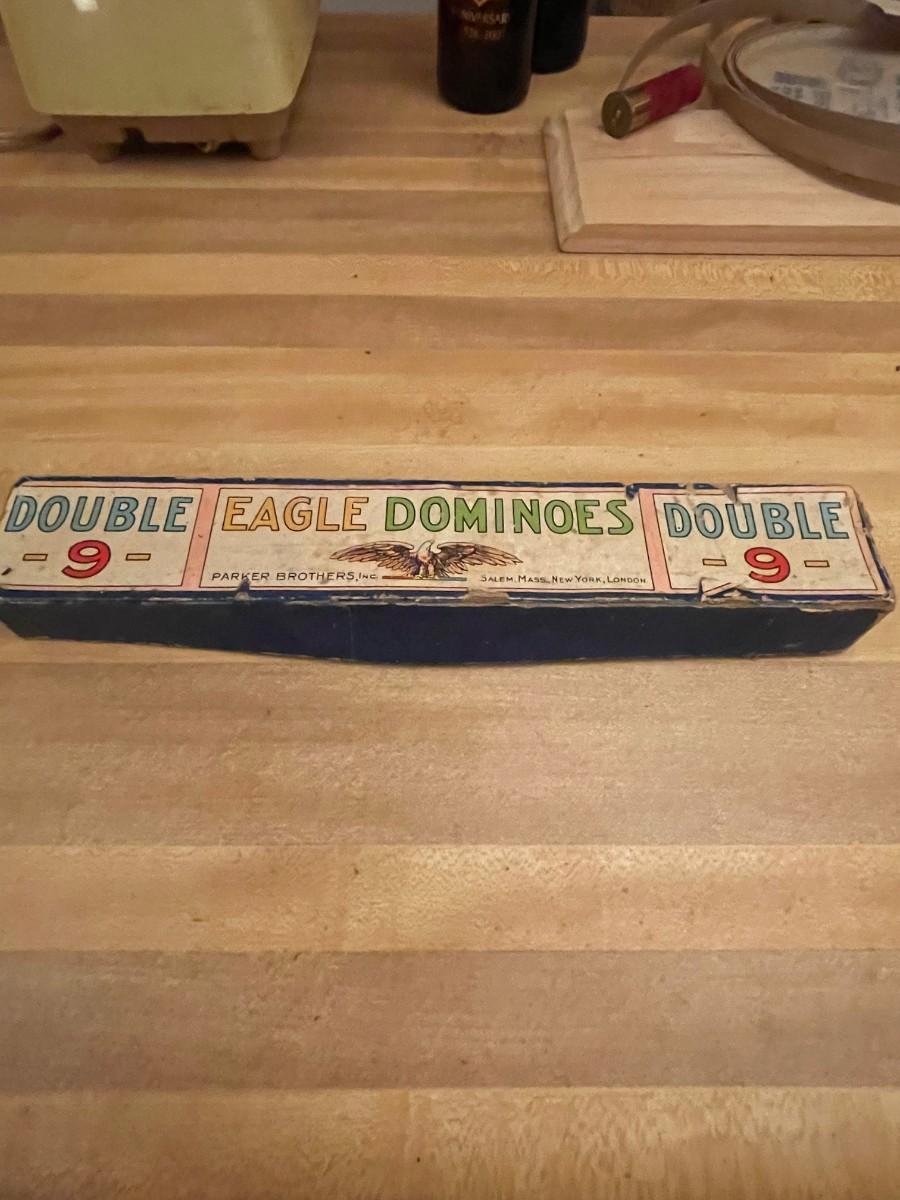 DOUBLE
- 9 -
EAGLE DOMINOES
PARKER BROTHERS, INC.
SALEM, MASS. NEW YORK, LONDON
DOUBLE
- 9 -